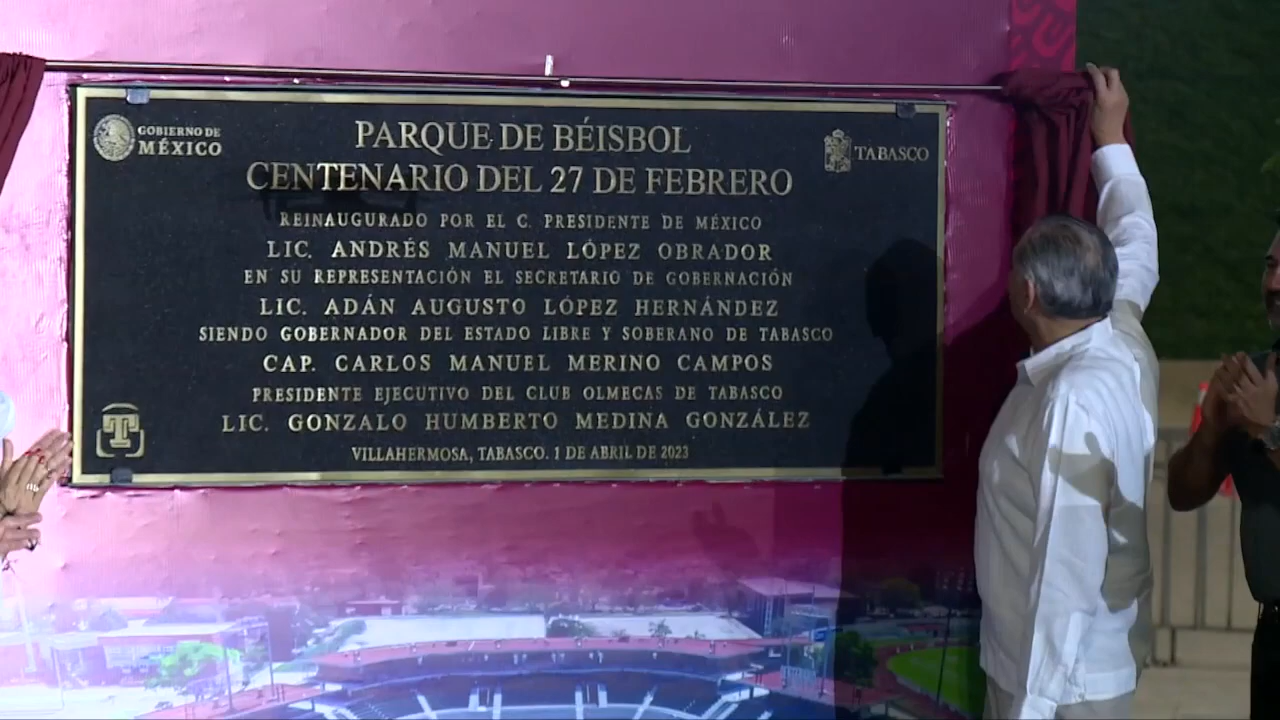 GOBIERNO DE
MÉXICO
PARQUE DE BÉISBOL
CENTENARIO DEL 27 DE FEBRERO
TABASCO
REINAUGURADO POR EL C. PRESIDENTE DE MÉXICO
LIC. ANDRÉS MANUEL LÓPEZ OBRADOR
EN SU REPRESENTACIÓN EL SECRETARIO DE GOBERNACIÓN
LIC. ADÁN AUGUSTO LÓPEZ HERNÁNDEZ
SIENDO GOBERNADOR DEL ESTADO LIBRE Y SOBERANO DE TABASCO
CAP. CARLOS MANUEL MERINO CAMPOS
PRESIDENTE EJECUTIVO DEL CLUB OLMECAS DE TABASCO
LIC. GONZALO HUMBERTO MEDINA GONZÁLEZ
VILLAHERMOSA, TABASCO. 1 DE ABRIL DE 2023
T